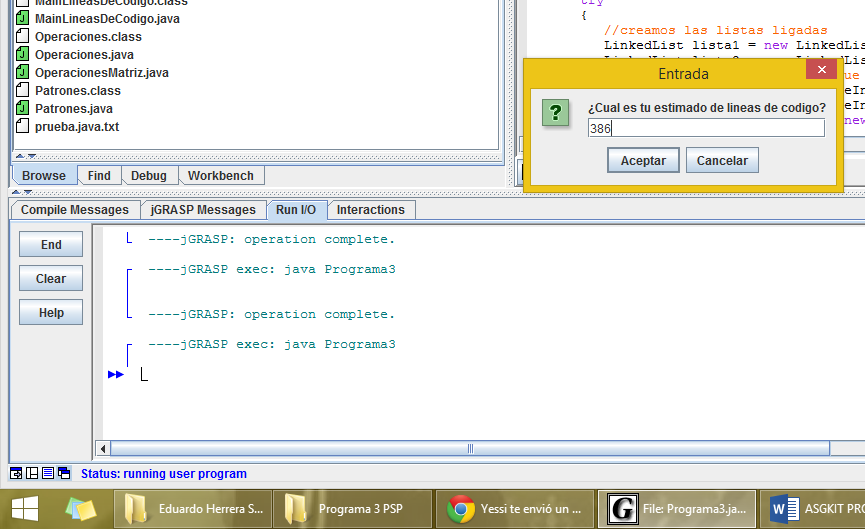 MainLineasDeCodigo.class
MainLineasDeCodigo.java
Operaciones.class
Operaciones.java
OperacionesMatriz.java
Patrones.class
Patrones.java
prueba.java.txt
Browse Find Debug Workbench
try
{
//creamos las listas ligadas
LinkedList lista1 = new LinkedLis
Entrada
¿Cual es tu estimado de lineas de codigo?
386
Aceptar Cancelar
Compile Messages jGRASP Messages Run I/O Interactions
End
Clear
Help
----jGRASP: operation complete.
----jGRASP exec: java Programa3
----jGRASP: operation complete.
----jGRASP exec: java Programa3
Status: running user program
Eduardo Herrera S... Programa 3 PSP Yessi te envió un ... File: Programa3.ja... ASGKIT PRO